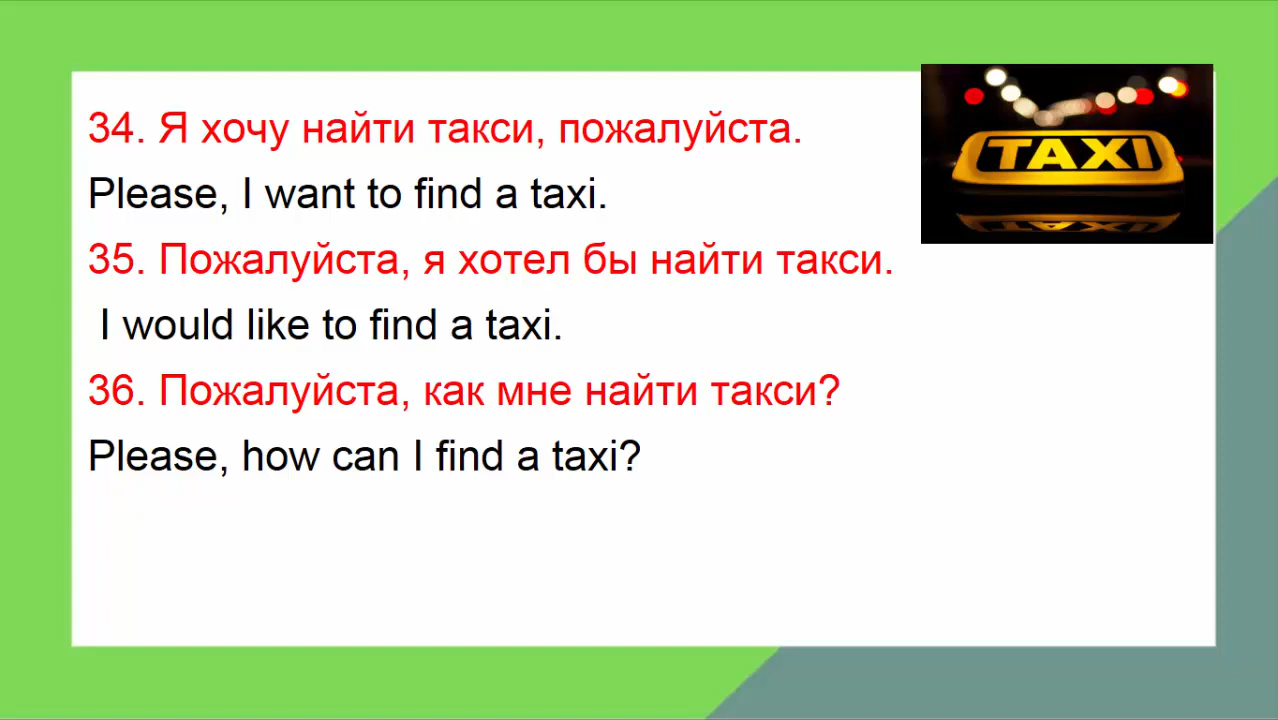 34. Я хочу найти такси, пожалуйста.
Please, I want to find a taxi.
35. Пожалуйста, я хотел бы найти такси.
I would like to find a taxi.
36. Пожалуйста, как мне найти такси?
Please, how can I find a taxi?
TAXI